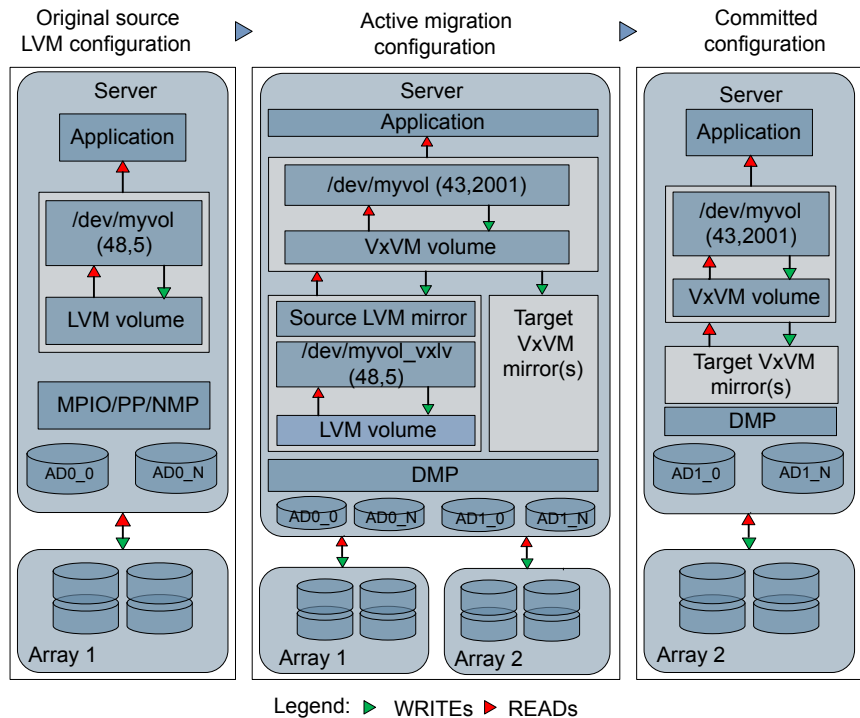 Original source
LVM configuration
Active migration
configuration
Committed
configuration
Server
Application
/dev/myvol
(48,5)
LVM volume
MPIO/PP/NMP
AD0_0
AD0_N
Array 1
Server
Application
/dev/myvol (43,2001)
VxVM volume
Source LVM mirror
/dev/myvol_vxlv
(48,5)
LVM volume
Target
VxVM
mirror(s)
DMP
AD0_0
AD0_N
AD1_0
AD1_N
Array 1
Array 2
Server
Application
/dev/myvol
(43,2001)
VxVM volume
Target VxVM
mirror(s)
DMP
AD1_0
AD1_N
Array 2
Legend: WRITEs READs